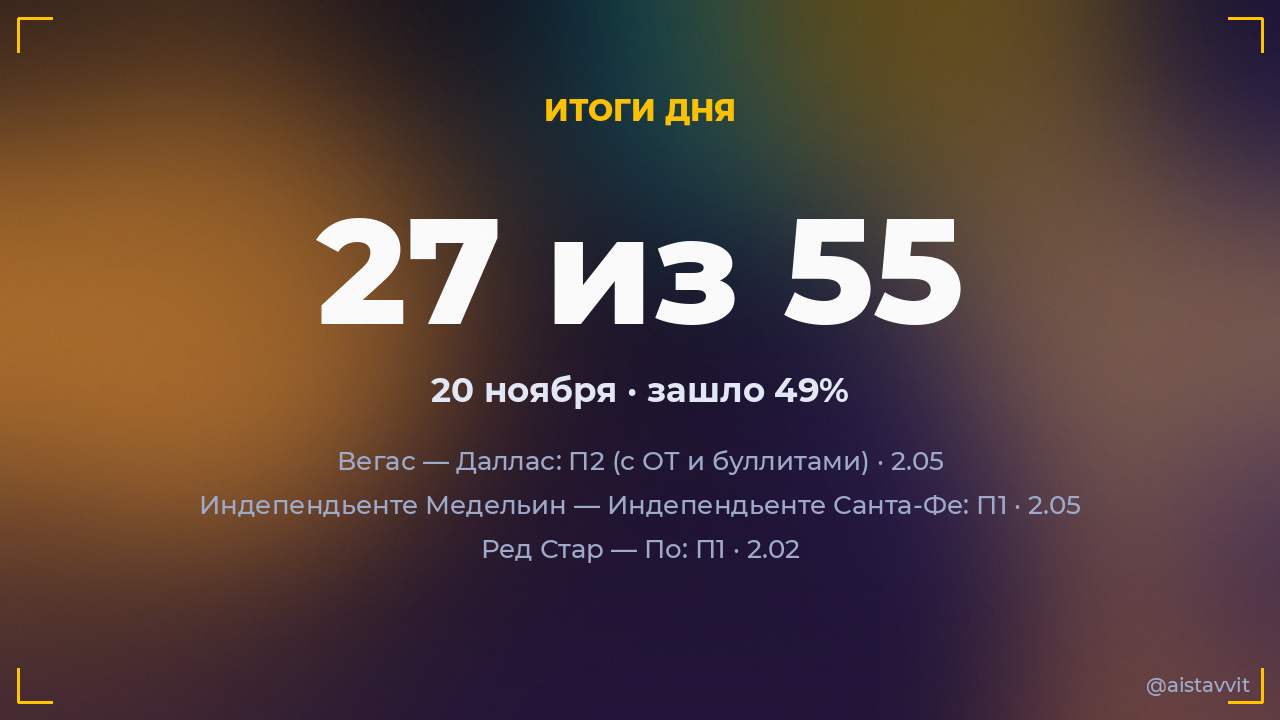 ИТОГИ ДНЯ
27 из 55
20 ноября · зашло 49%
Вегас — Даллас: П2 (с ОТ и буллитами) · 2.05
Индепендьенте Медельин — Индепендьенте Санта-Фе: П1 · 2.05
Ред Стар — По: П1 · 2.02
@aistavvit